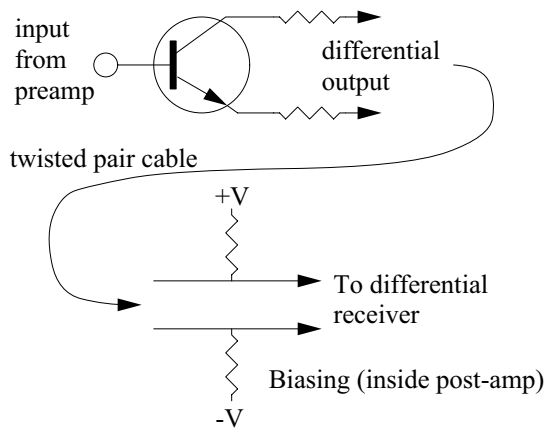 input
from
preamp
differential
output
twisted pair cable
+V
To differential
receiver
Biasing (inside post-amp)
-V